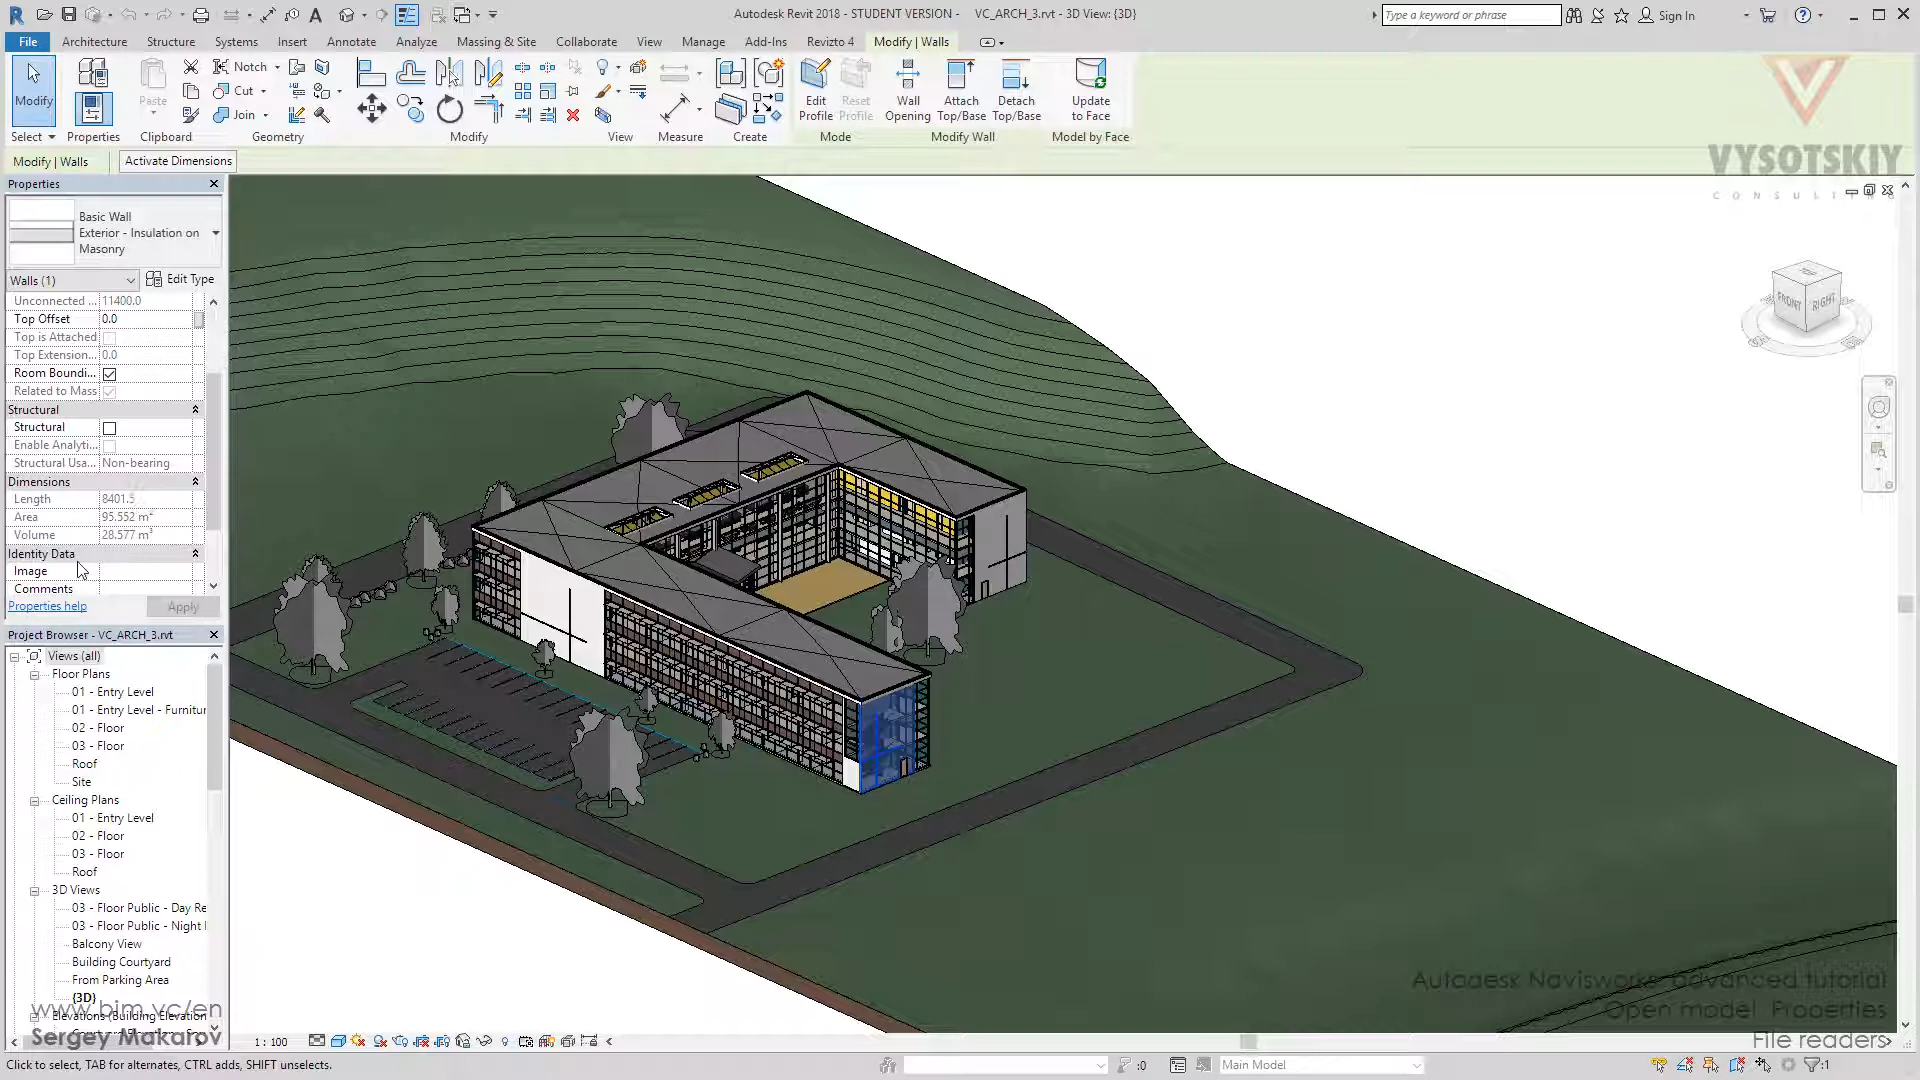 Autodesk Revit 2018 - STUDENT VERSION - VC_ARCH_3.rvt - 3D View: {3D}
Type a keyword or phrase
Sign In
File Architecture Structure Systems Insert Annotate Analyze Massing & Site Collaborate View Manage Add-Ins Revizto 4 Modify | Walls
Modify
Paste
Notch
Cut
Join
Edit Profile
Reset Profile
Wall Opening
Attach Top/Base
Detach Top/Base
Update to Face
Select Properties Clipboard Geometry Modify View Measure Create Mode Modify Wall Model by Face
Modify | Walls Activate Dimensions
VYSOTSKIY
CONSULTING
Properties
Basic Wall
Exterior - Insulation on
Masonry
Walls (1) Edit Type
Unconnected ... 11400.0
Top Offset 0.0
Top is Attached
Top Extension... 0.0
Room Boundi...
Related to Mass
Structural
Structural
Enable Analyti...
Structural Usa... Non-bearing
Dimensions
Length 8401.5
Area 95.552 m²
Volume 28.577 m³
Identity Data
Image
Comments
Properties help Apply
TOP
FRONT RIGHT
Project Browser - VC_ARCH_3.rvt
Views (all)
Floor Plans
01 - Entry Level
01 - Entry Level - Furnitur
02 - Floor
03 - Floor
Roof
Site
Ceiling Plans
01 - Entry Level
02 - Floor
03 - Floor
Roof
3D Views
03 - Floor Public - Day Re
03 - Floor Public - Night
Balcony View
Building Courtyard
From Parking Area
{3D}
Elevations (Building Elevation
www.bim.vc/en
Sergey Makarov
Autodesk Navisworks advanced tutorial
Open model. Properties
File readers
1 : 100
Click to select, TAB for alternates, CTRL adds, SHIFT unselects.
:0
Main Model
:1